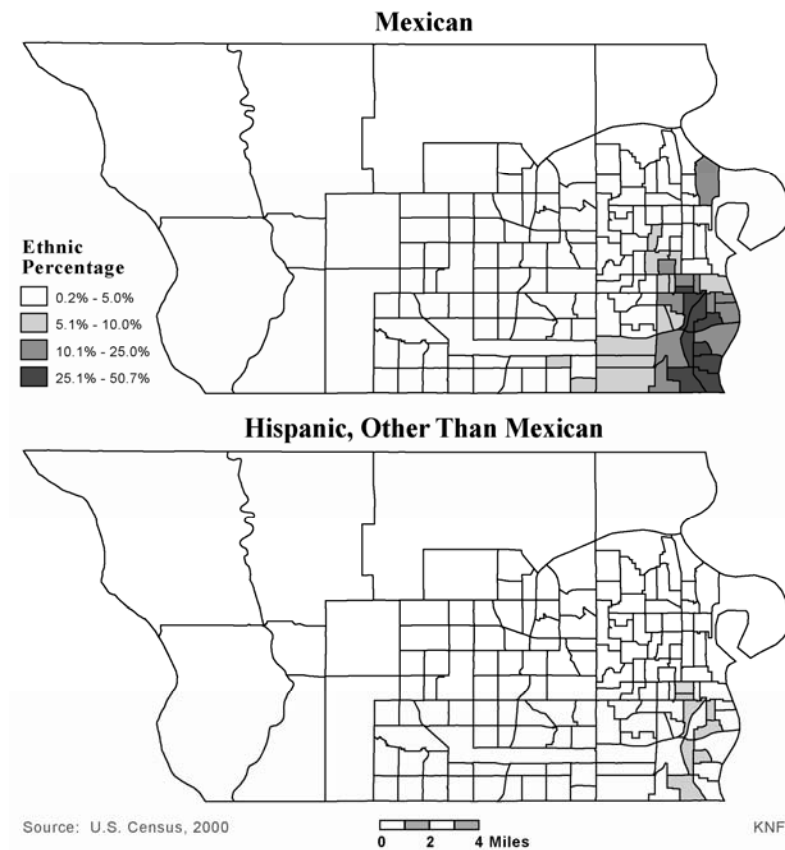 Mexican
Ethnic
Percentage
0.2% - 5.0%
5.1% - 10.0%
10.1% - 25.0%
25.1% - 50.7%
Hispanic, Other Than Mexican
Source: U.S. Census, 2000
0 2 4 Miles
KNF